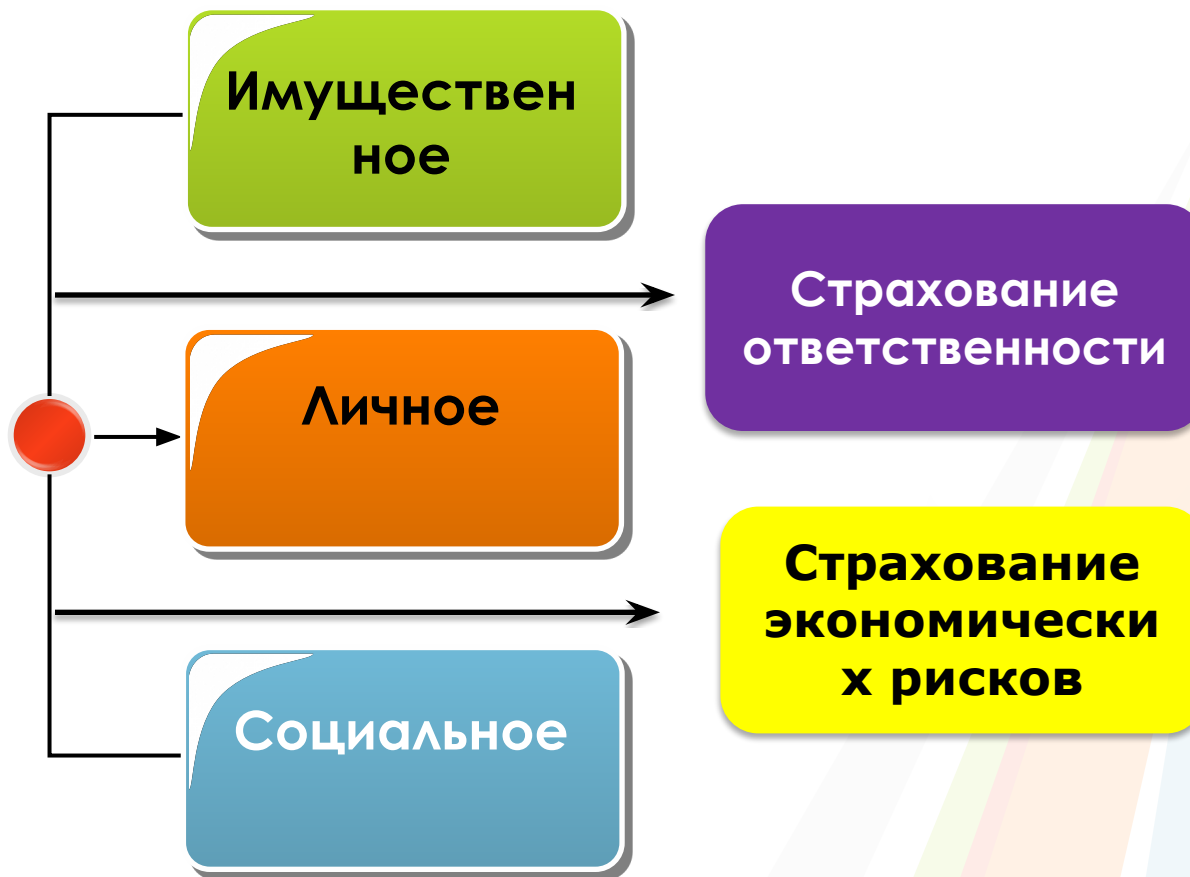 Имуществен
ное
Страхование
ответственности
Личное
Страхование
экономически
х рисков
Социальное